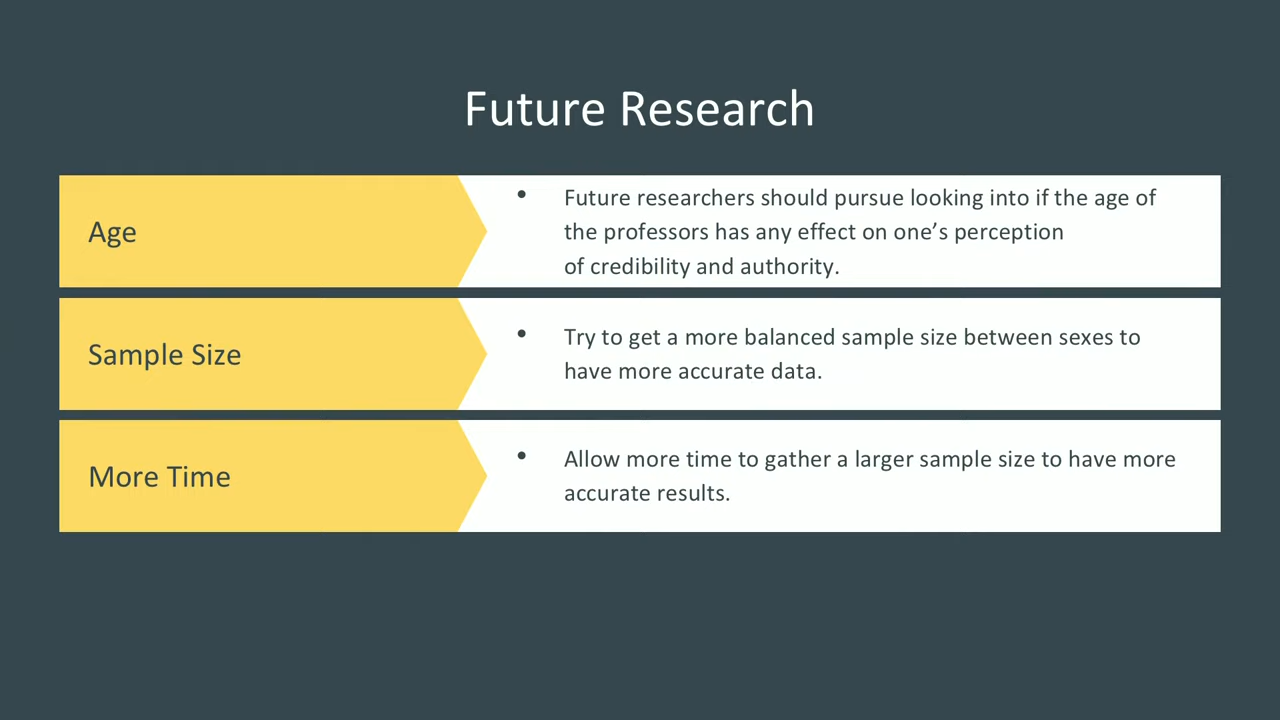 Future Research
Age
• Future researchers should pursue looking into if the age of
the professors has any effect on one’s perception
of credibility and authority.
Sample Size
• Try to get a more balanced sample size between sexes to
have more accurate data.
More Time
• Allow more time to gather a larger sample size to have more
accurate results.